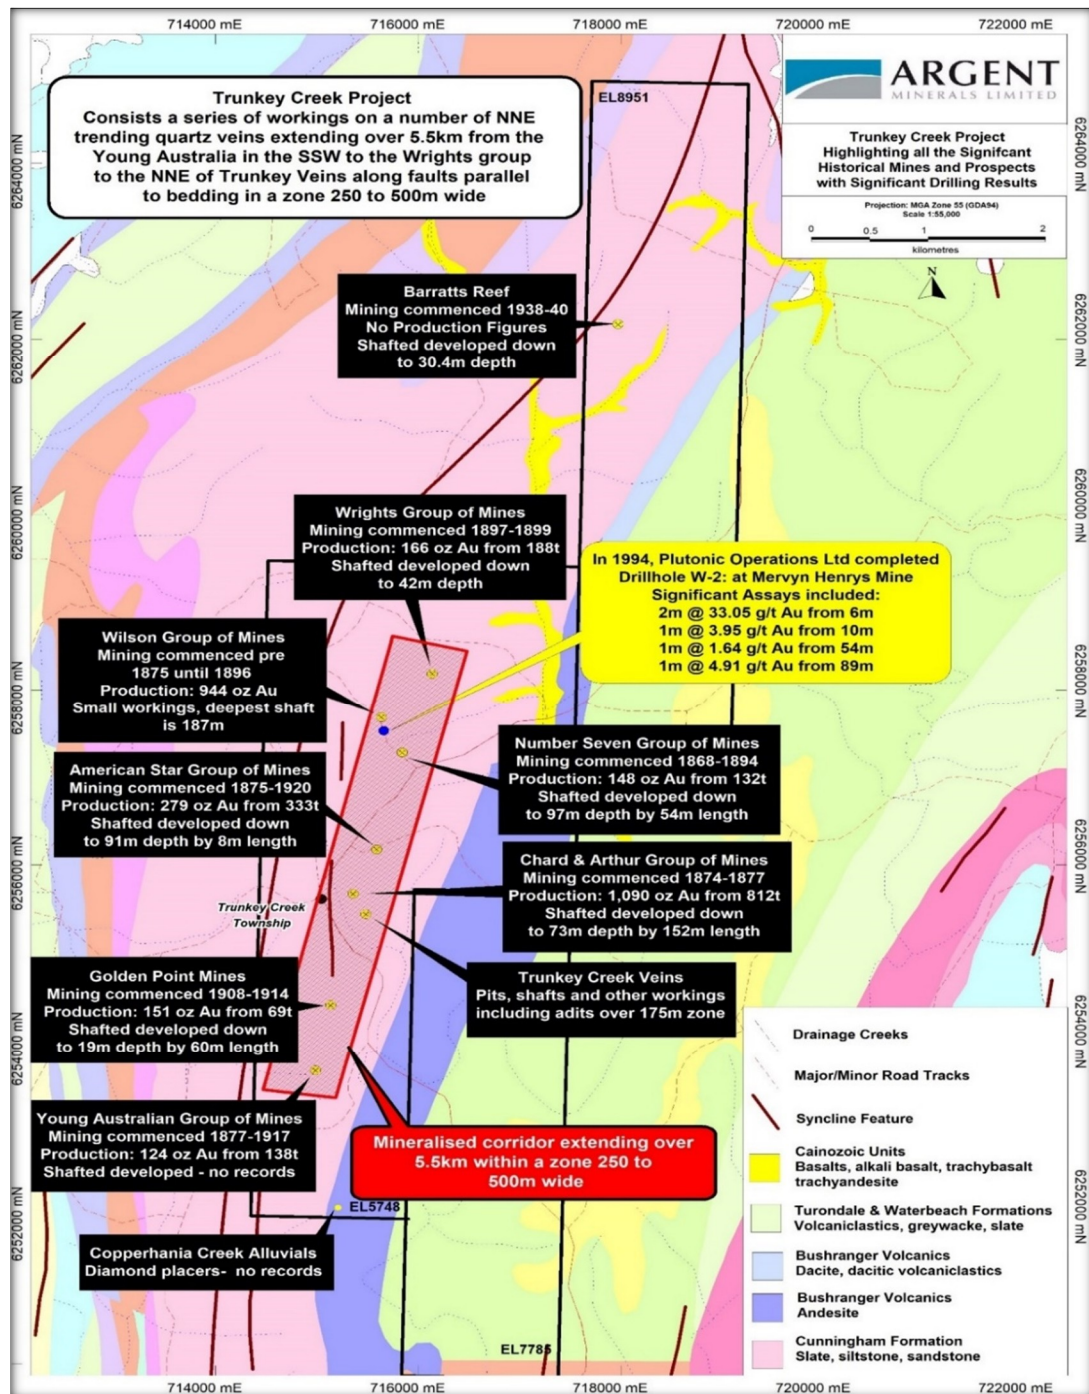 714000 mE
716000 mE
718000 mE
720000 mE
722000 mE
Trunkey Creek Project
Consists a series of workings on a number of NNE
trending quartz veins extending over 5.5km from the
Young Australia in the SSW to the Wrights group
to the NNE of Trunkey Veins along faults parallel
to bedding in a zone 250 to 500m wide
EL8951
ARGENT
MINERALS LIMITED
Trunkey Creek Project
Highlighting all the Signifcant
Historical Mines and Prospects
with Significant Drilling Results
Projection: MGA Zone 55 (GDA94)
Scale 1:55,000
0
0.5
1
2
kilometres
N
6264000 mN
6264000 mN
Barratts Reef
Mining commenced 1938-40
No Production Figures
Shafted developed down
to 30.4m depth
6262000 mN
6262000 mN
Wrights Group of Mines
Mining commenced 1897-1899
Production: 166 oz Au from 188t
Shafted developed down
to 42m depth
6260000 mN
6260000 mN
In 1994, Plutonic Operations Ltd completed
Drillhole W-2: at Mervyn Henrys Mine
Significant Assays included:
2m @ 33.05 g/t Au from 6m
1m @ 3.95 g/t Au from 10m
1m @ 1.64 g/t Au from 54m
1m @ 4.91 g/t Au from 89m
Wilson Group of Mines
Mining commenced pre
1875 until 1896
Production: 944 oz Au
Small workings, deepest shaft
is 187m
6258000 mN
6258000 mN
Number Seven Group of Mines
Mining commenced 1868-1894
Production: 148 oz Au from 132t
Shafted developed down
to 97m depth by 54m length
American Star Group of Mines
Mining commenced 1875-1920
Production: 279 oz Au from 333t
Shafted developed down
to 91m depth by 8m length
6256000 mN
6256000 mN
Chard & Arthur Group of Mines
Mining commenced 1874-1877
Production: 1,090 oz Au from 812t
Shafted developed down
to 73m depth by 152m length
Trunkey Creek
Township
Trunkey Creek Veins
Pits, shafts and other workings
including adits over 175m zone
Golden Point Mines
Mining commenced 1908-1914
Production: 151 oz Au from 69t
Shafted developed down
to 19m depth by 60m length
6254000 mN
6254000 mN
Young Australian Group of Mines
Mining commenced 1877-1917
Production: 124 oz Au from 138t
Shafted developed - no records
Mineralised corridor extending over
5.5km within a zone 250 to
500m wide
EL5748
6252000 mN
6252000 mN
Copperhania Creek Alluvials
Diamond placers- no records
EL7785
Drainage Creeks
Major/Minor Road Tracks
Syncline Feature
Cainozoic Units
Basalts, alkali basalt, trachybasalt
trachyandesite
Turondale & Waterbeach Formations
Volcaniclastics, greywacke, slate
Bushranger Volcanics
Dacite, dacitic volcaniclastics
Bushranger Volcanics
Andesite
Cunningham Formation
Slate, siltstone, sandstone
714000 mE
716000 mE
718000 mE
720000 mE
722000 mE